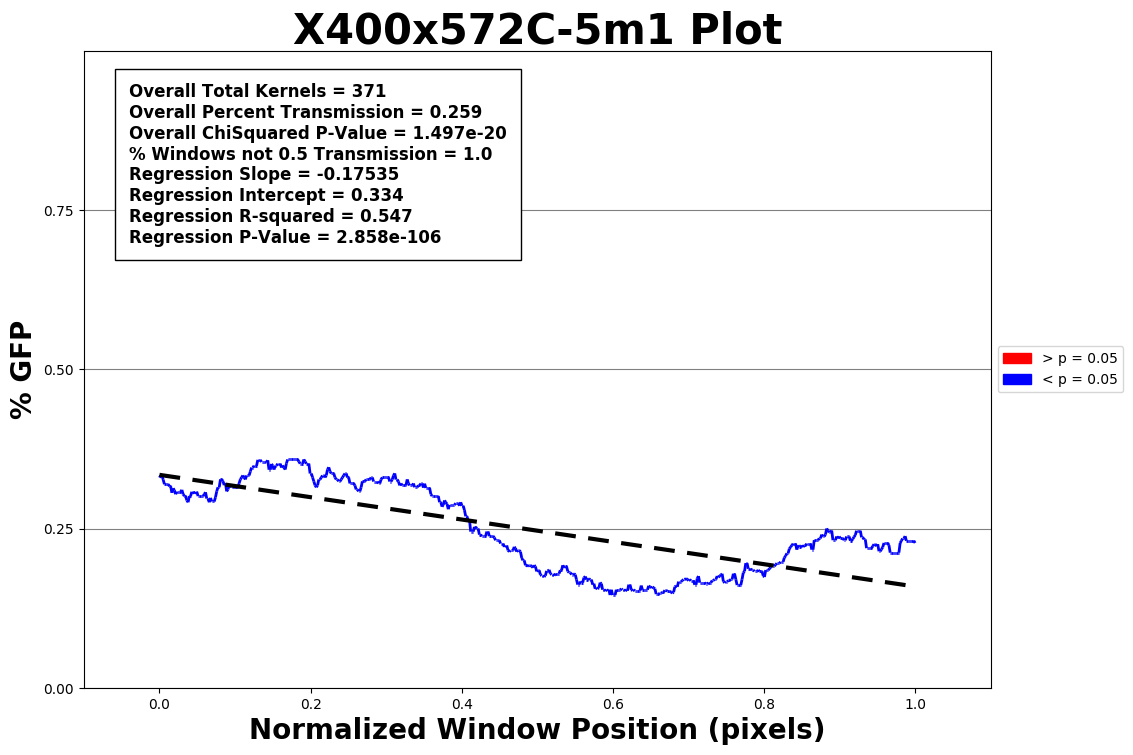 X400x572C-5m1 Plot
Overall Total Kernels = 371
Overall Percent Transmission = 0.259
Overall ChiSquared P-Value = 1.497e-20
% Windows not 0.5 Transmission = 1.0
Regression Slope = -0.17535
Regression Intercept = 0.334
Regression R-squared = 0.547
Regression P-Value = 2.858e-106
% GFP
0.75
0.50
0.25
0.00
> p = 0.05
< p = 0.05
0.0 0.2 0.4 0.6 0.8 1.0
Normalized Window Position (pixels)